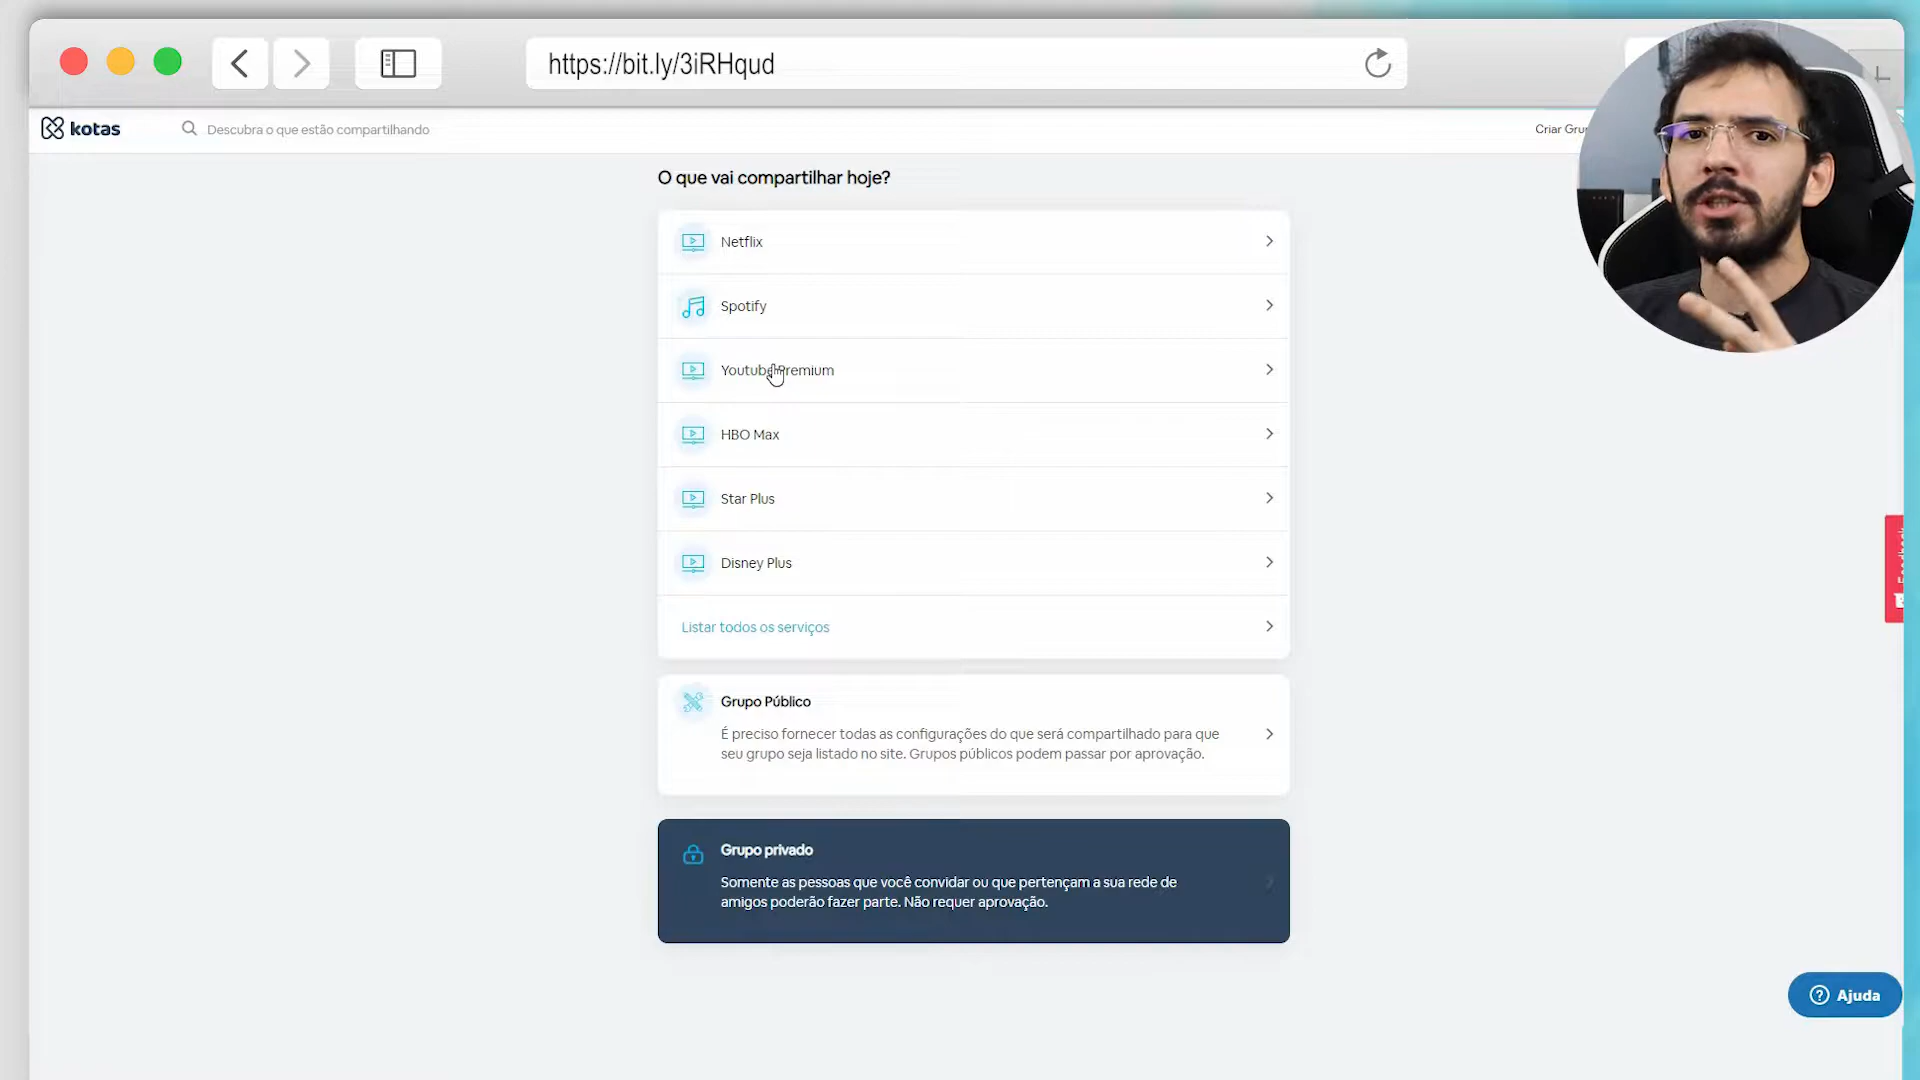 https://bit.ly/3iRHqud
kotas
Descubra o que estão compartilhando
Criar
O que vai compartilhar hoje?
Netflix
Spotify
Youtube Premium
HBO Max
Star Plus
Disney Plus
Listar todos os serviços
Grupo Público
É preciso fornecer todas as configurações do que será compartilhado para que
seu grupo seja listado no site. Grupos públicos podem passar por aprovação.
Grupo privado
Somente as pessoas que você convidar ou que pertençam a sua rede de
amigos poderão fazer parte. Não requer aprovação.
Ajuda